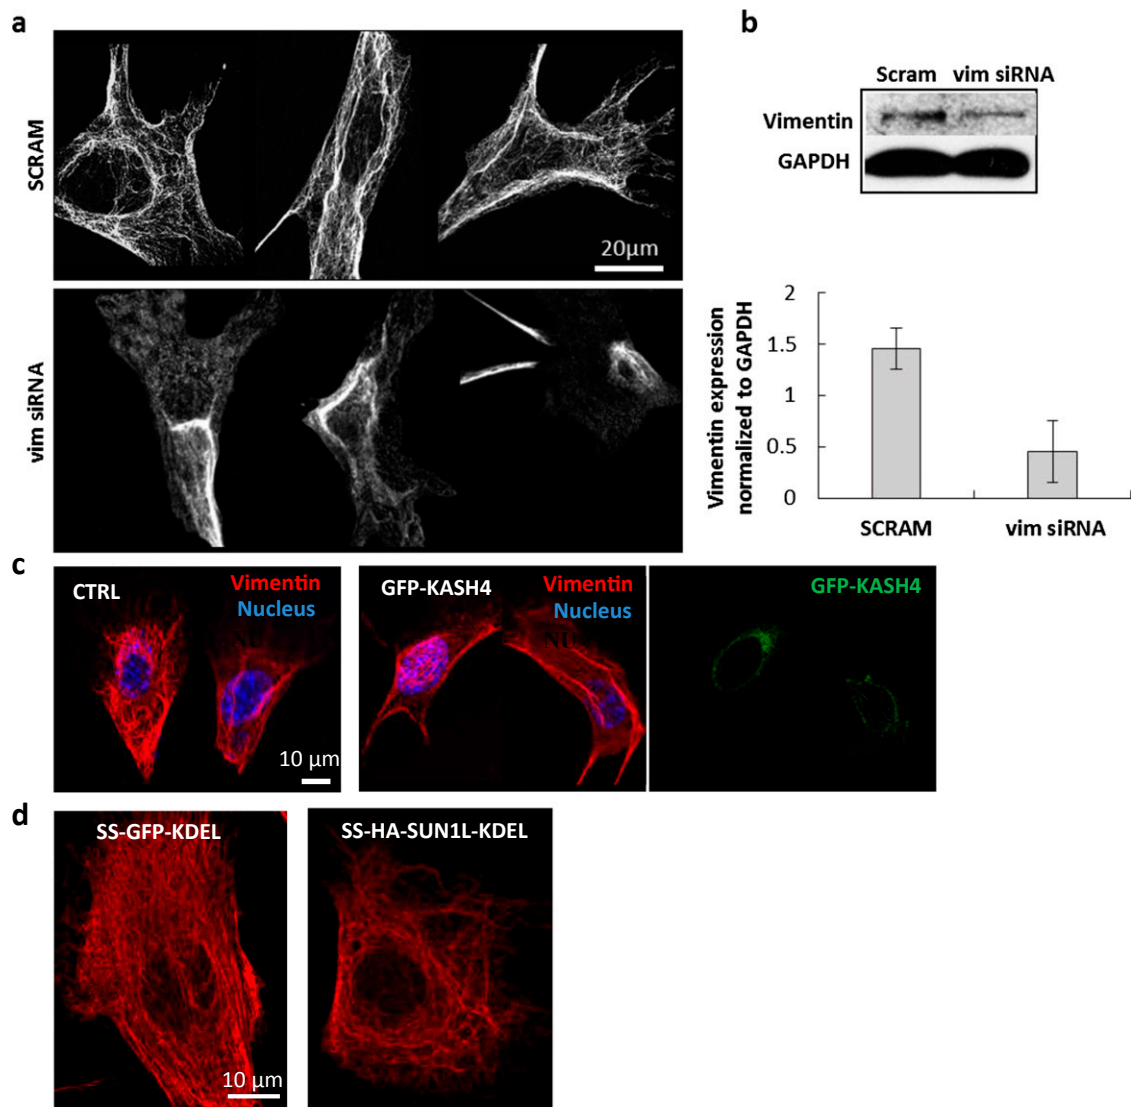 a
SCRAM
20µm
vim siRNA
b
Scram vim siRNA
Vimentin
GAPDH
Vimentin expression
normalized to GAPDH
2
1.5
1
0.5
0
SCRAM vim siRNA
c
CTRL
Vimentin
Nucleus
NU
10 µm
GFP-KASH4
Vimentin
Nucleus
NU
GFP-KASH4
d
SS-GFP-KDEL
10 µm
SS-HA-SUN1L-KDEL